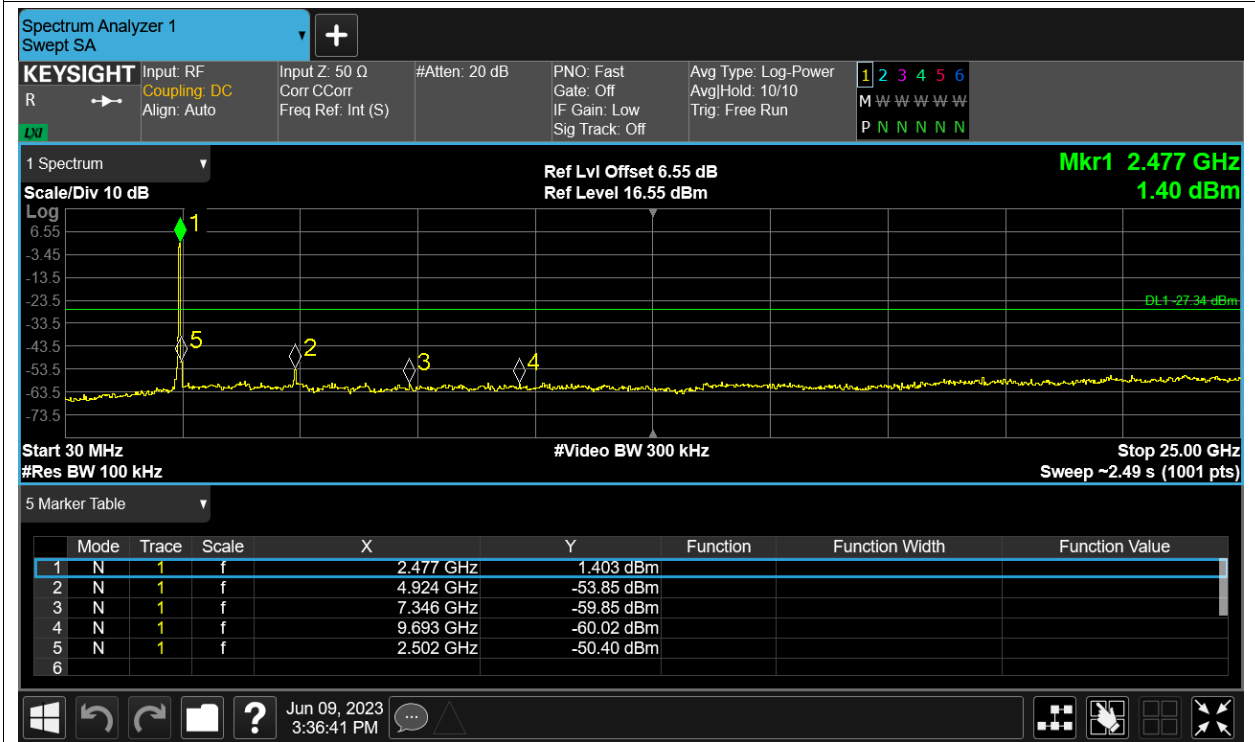 Spectrum Analyzer 1
Swept SA
+
KEYSIGHT
R
LXI
Input: RF
Coupling: DC
Align: Auto
Input Z: 50 Ω
Corr CCorr
Freq Ref: Int (S)
#Atten: 20 dB
PNO: Fast
Gate: Off
IF Gain: Low
Sig Track: Off
Avg Type: Log-Power
Avg|Hold: 10/10
Trig: Free Run
1 2 3 4 5 6
M W W W W W
P N N N N N
1 Spectrum
Scale/Div 10 dB
Ref Lvl Offset 6.55 dB
Ref Level 16.55 dBm
Mkr1 2.477 GHz
1.40 dBm
Log
6.55
-3.45
-13.5
-23.5
-33.5
-43.5
-53.5
-63.5
-73.5
1
5
2
3
4
DL1 -27.34 dBm
Start 30 MHz
#Video BW 300 kHz
Stop 25.00 GHz
#Res BW 100 kHz
Sweep ~2.49 s (1001 pts)
5 Marker Table
Mode Trace Scale X Y Function Function Width Function Value
1 N 1 f 2.477 GHz 1.403 dBm
2 N 1 f 4.924 GHz -53.85 dBm
3 N 1 f 7.346 GHz -59.85 dBm
4 N 1 f 9.693 GHz -60.02 dBm
5 N 1 f 2.502 GHz -50.40 dBm
6
?
Jun 09, 2023
3:36:41 PM